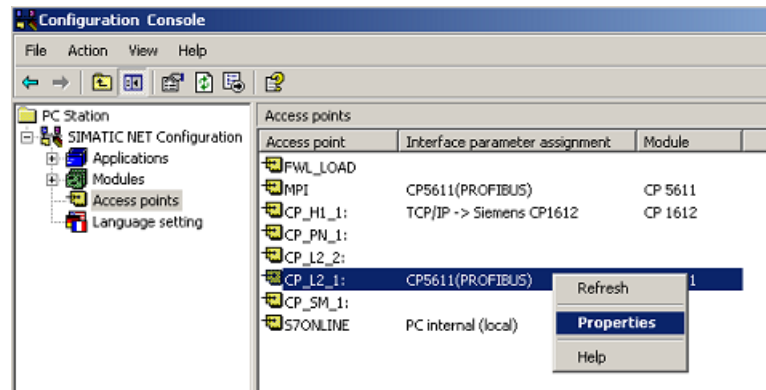 Configuration Console
File Action View Help
PC Station
SIMATIC NET Configuration
Applications
Modules
Access points
Language setting
Access points
Access point Interface parameter assignment Module
FWL_LOAD
MPI CP5611(PROFIBUS) CP 5611
CP_H1_1: TCP/IP -> Siemens CP1612 CP 1612
CP_PN_1:
CP_L2_2:
CP_L2_1: CP5611(PROFIBUS) 1
CP_SM_1:
S7ONLINE PC internal (local)
Refresh
Properties
Help